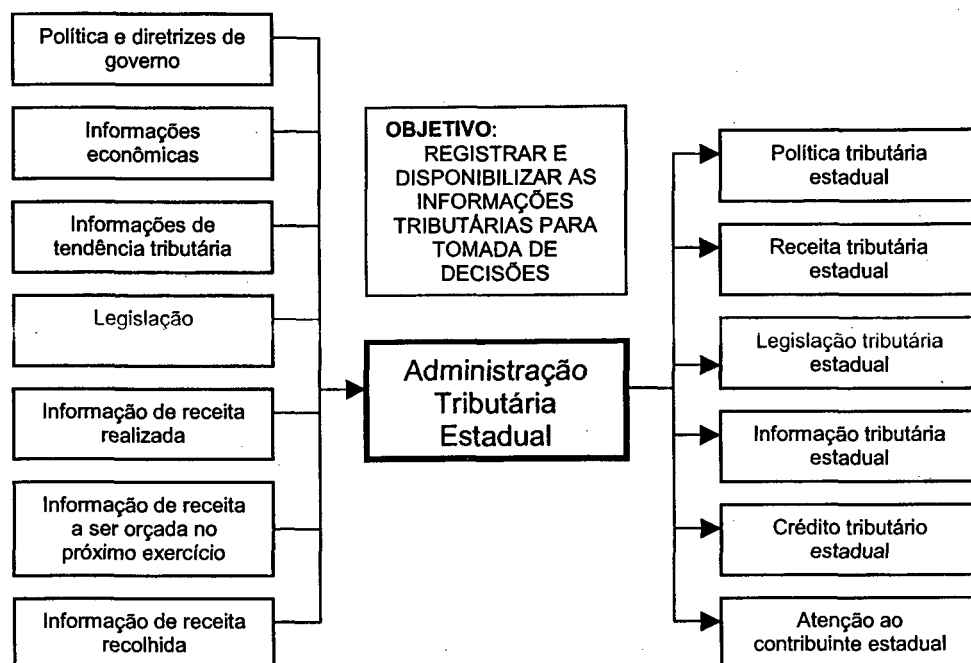 Política e diretrizes de
governo
Informações
econômicas
Informações de
tendência tributária
Legislação
Informação de receita
realizada
Informação de receita
a ser orçada no
próximo exercício
Informação de receita
recolhida
OBJETIVO:
REGISTRAR E
DISPONIBILIZAR AS
INFORMAÇÕES
TRIBUTÁRIAS PARA
TOMADA DE
DECISÕES
Administração
Tributária
Estadual
Política tributária
estadual
Receita tributária
estadual
Legislação tributária
estadual
Informação tributária
estadual
Crédito tributário
estadual
Atenção ao
contribuinte estadual